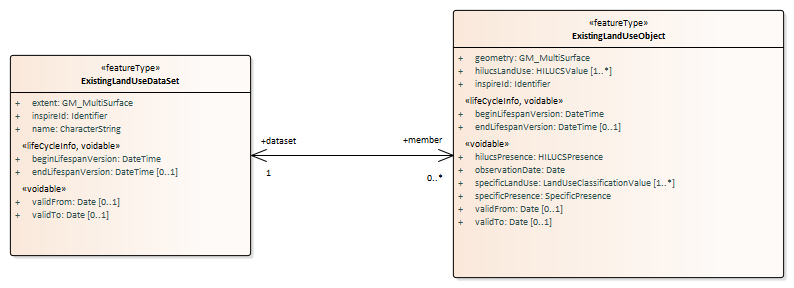 «featureType»
ExistingLandUseDataSet
+ extent: GM_MultiSurface
+ inspireId: Identifier
+ name: CharacterString
«lifeCycleInfo, voidable»
+ beginLifespanVersion: DateTime
+ endLifespanVersion: DateTime [0..1]
«voidable»
+ validFrom: Date [0..1]
+ validTo: Date [0..1]
+dataset
1
+member
0..*
«featureType»
ExistingLandUseObject
+ geometry: GM_MultiSurface
+ hilucsLandUse: HILUCSValue [1..*]
+ inspireId: Identifier
«lifeCycleInfo, voidable»
+ beginLifespanVersion: DateTime
+ endLifespanVersion: DateTime [0..1]
«voidable»
+ hilucsPresence: HILUCSPresence
+ observationDate: Date
+ specificLandUse: LandUseClassificationValue [1..*]
+ specificPresence: SpecificPresence
+ validFrom: Date [0..1]
+ validTo: Date [0..1]